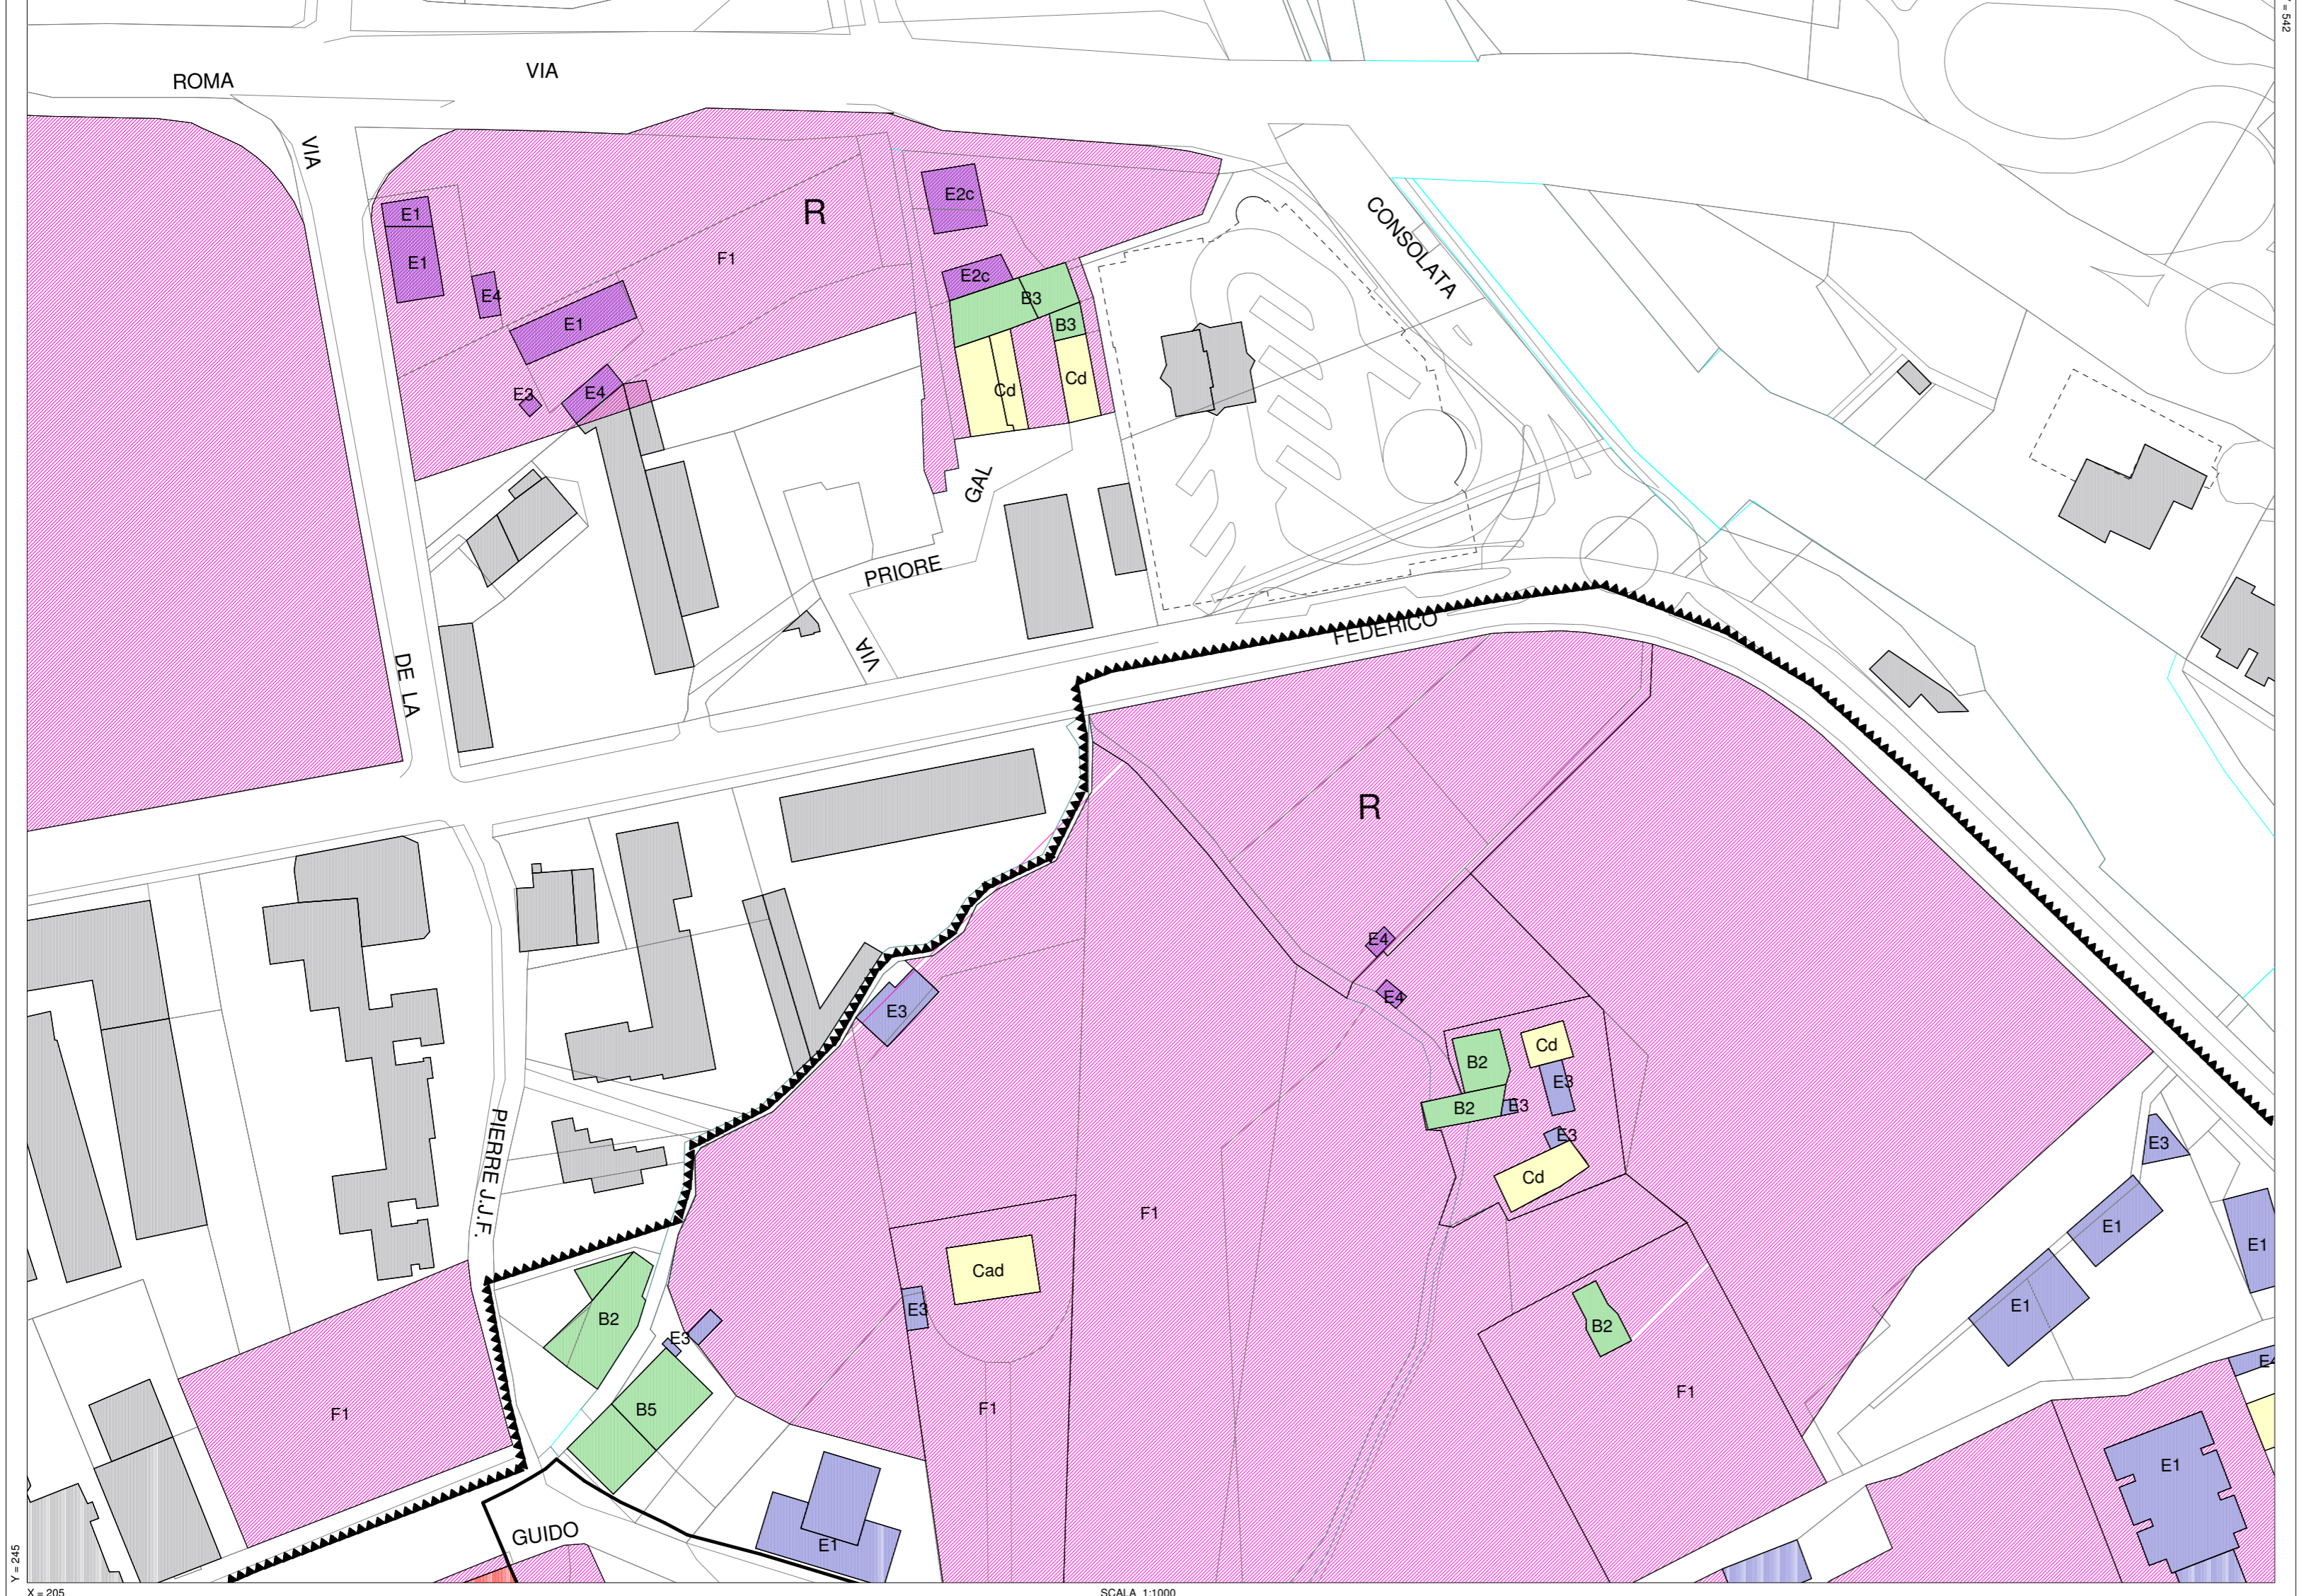 = 542
VIA
ROMA
VIA
E1
E1
E4
E1
E3
E4
R
F1
E2c
E2c
B3
B3
Cd
Cd
CONSOLATA
GAL
PRIORE
VIA
FEDERICO
DE LA
R
E4
E4
E3
B2
Cd
E3
B2
E3
E3
Cd
PIERRE J.J.F.
F1
E3
E1
E1
E1
Cad
E3
B2
E3
B2
F1
F1
F1
B5
F1
E1
E1
GUIDO
Y = 245
X = 205
SCALA 1:1000